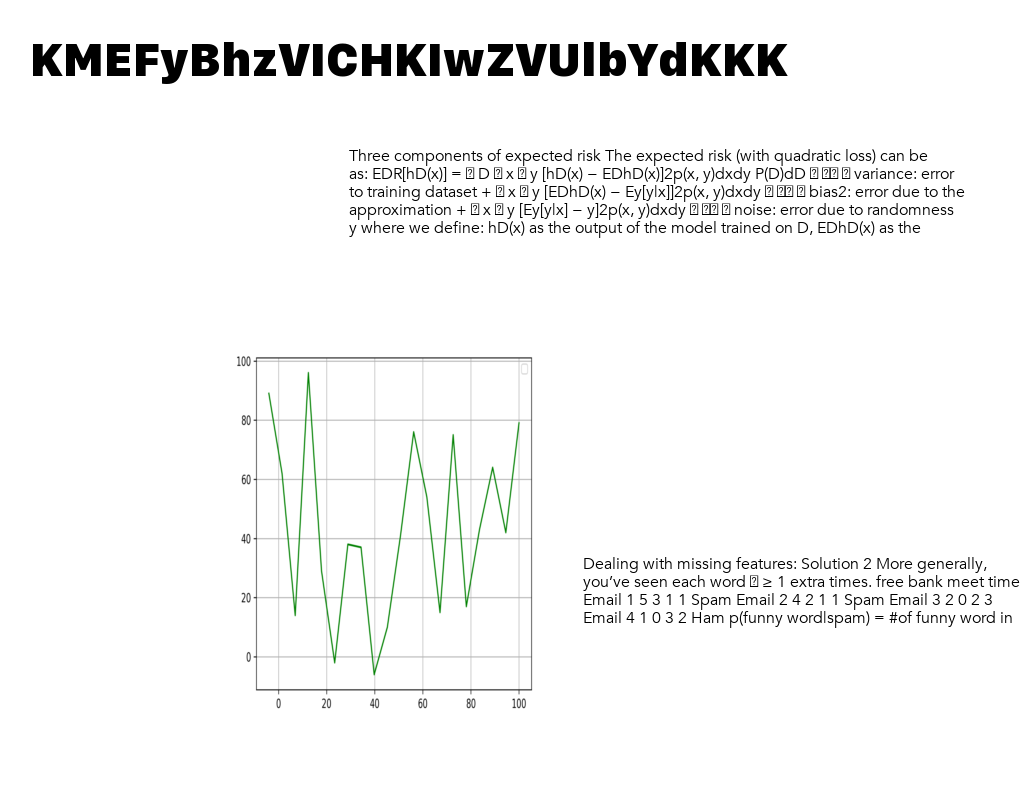 KMEFyBhzVICHKIwZVUlbYdKKK
Three components of expected risk The expected risk (with quadratic loss) can be
as: EDR[hD(x)] = D x y [hD(x) − EDhD(x)]2p(x, y)dxdy P(D)dD variance: error
to training dataset + x y [EDhD(x) − Ey[y|x]]2p(x, y)dxdy bias2: error due to the
approximation + x y [Ey[y|x] − y]2p(x, y)dxdy noise: error due to randomness
y where we define: hD(x) as the output of the model trained on D, EDhD(x) as the
100
80
60
40
20
0
0 20 40 60 80 100
Dealing with missing features: Solution 2 More generally,
you've seen each word ≥ 1 extra times. free bank meet time
Email 1 5 3 1 1 Spam Email 2 4 2 1 1 Spam Email 3 2 0 2 3
Email 4 1 0 3 2 Ham p(funny word|spam) = #of funny word in